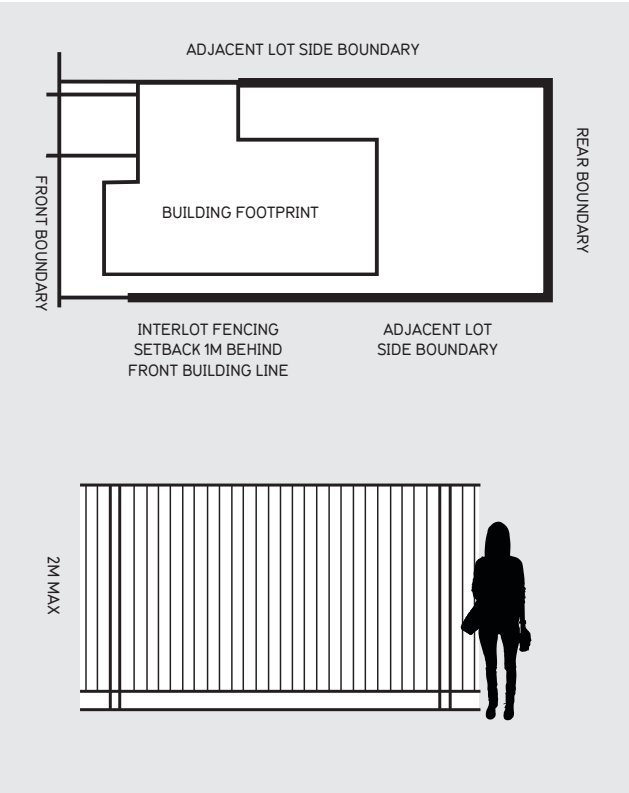 ADJACENT LOT SIDE BOUNDARY
REAR BOUNDARY
FRONT BOUNDARY
BUILDING FOOTPRINT
INTERLOT FENCING
SETBACK 1M BEHIND
FRONT BUILDING LINE
ADJACENT LOT
SIDE BOUNDARY
2M MAX